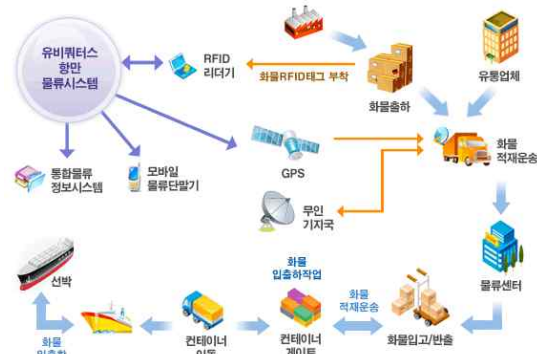 유비쿼터스
항만
물류시스템
RFID
리더기
화물RFID태그 부착
화물출하
유통업체
통합물류
정보시스템
모바일
물류단말기
GPS
화물
적재운송
무인
기지국
선박
화물
입출하작업
물류센터
화물
적재운송
화물
컨테이너
컨테이너
화물입고/반출